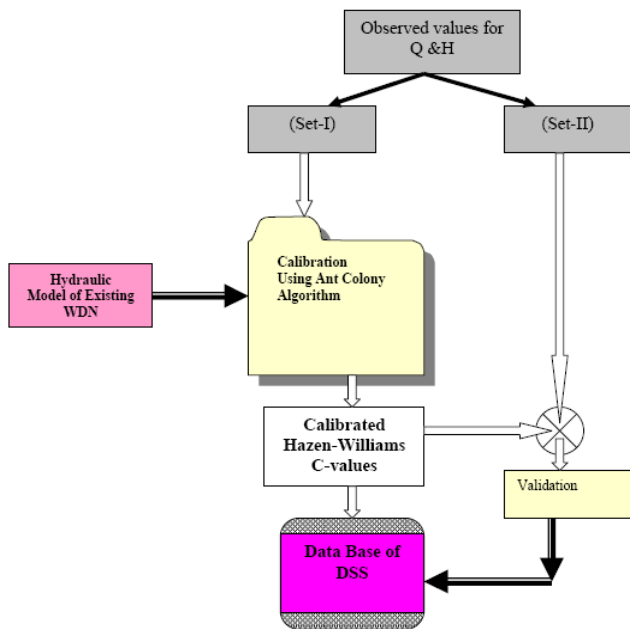 Observed values for
Q &H
(Set-I)
(Set-II)
Calibration
Using Ant Colony
Algorithm
Hydraulic
Model of Existing
WDN
Calibrated
Hazen-Williams
C-values
Validation
Data Base of
DSS